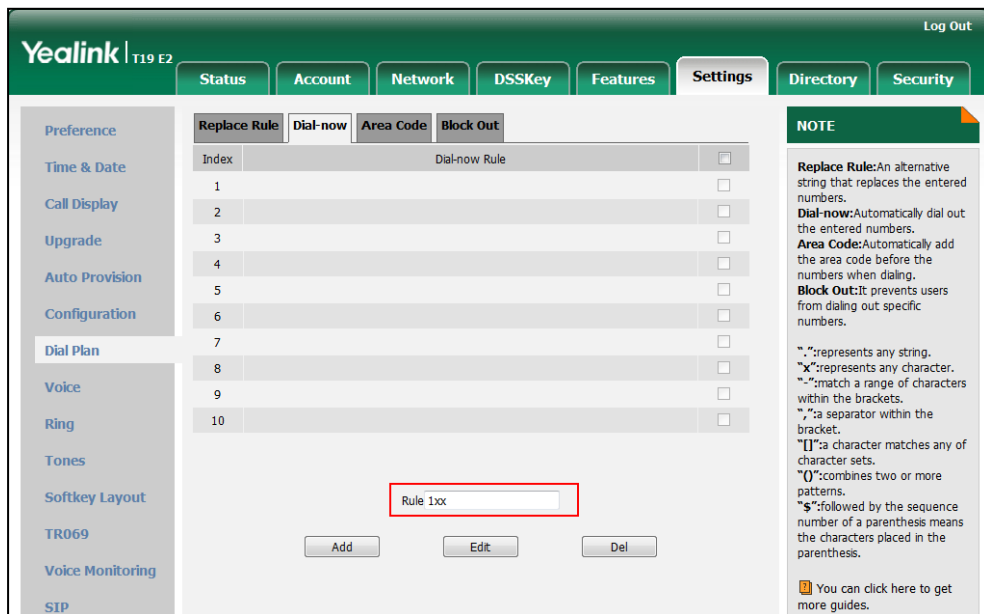 Log Out
Yealink T19 E2
Status Account Network DSSKey Features Settings Directory Security
Preference
Time & Date
Call Display
Upgrade
Auto Provision
Configuration
Dial Plan
Voice
Ring
Tones
Softkey Layout
TR069
Voice Monitoring
SIP
Replace Rule Dial-now Area Code Block Out
Index Dial-now Rule
1
2
3
4
5
6
7
8
9
10
Rule 1xx
Add Edit Del
NOTE
Replace Rule:An alternative
string that replaces the entered
numbers.
Dial-now:Automatically dial out
the entered numbers.
Area Code:Automatically add
the area code before the
numbers when dialing.
Block Out:It prevents users
from dialing out specific
numbers.
".":represents any string.
"x":represents any character.
"-":match a range of characters
within the brackets.
",":a separator within the
bracket.
"[]":a character matches any of
character sets.
"()":combines two or more
patterns.
"$":followed by the sequence
number of a parenthesis means
the characters placed in the
parenthesis.
You can click here to get
more guides.